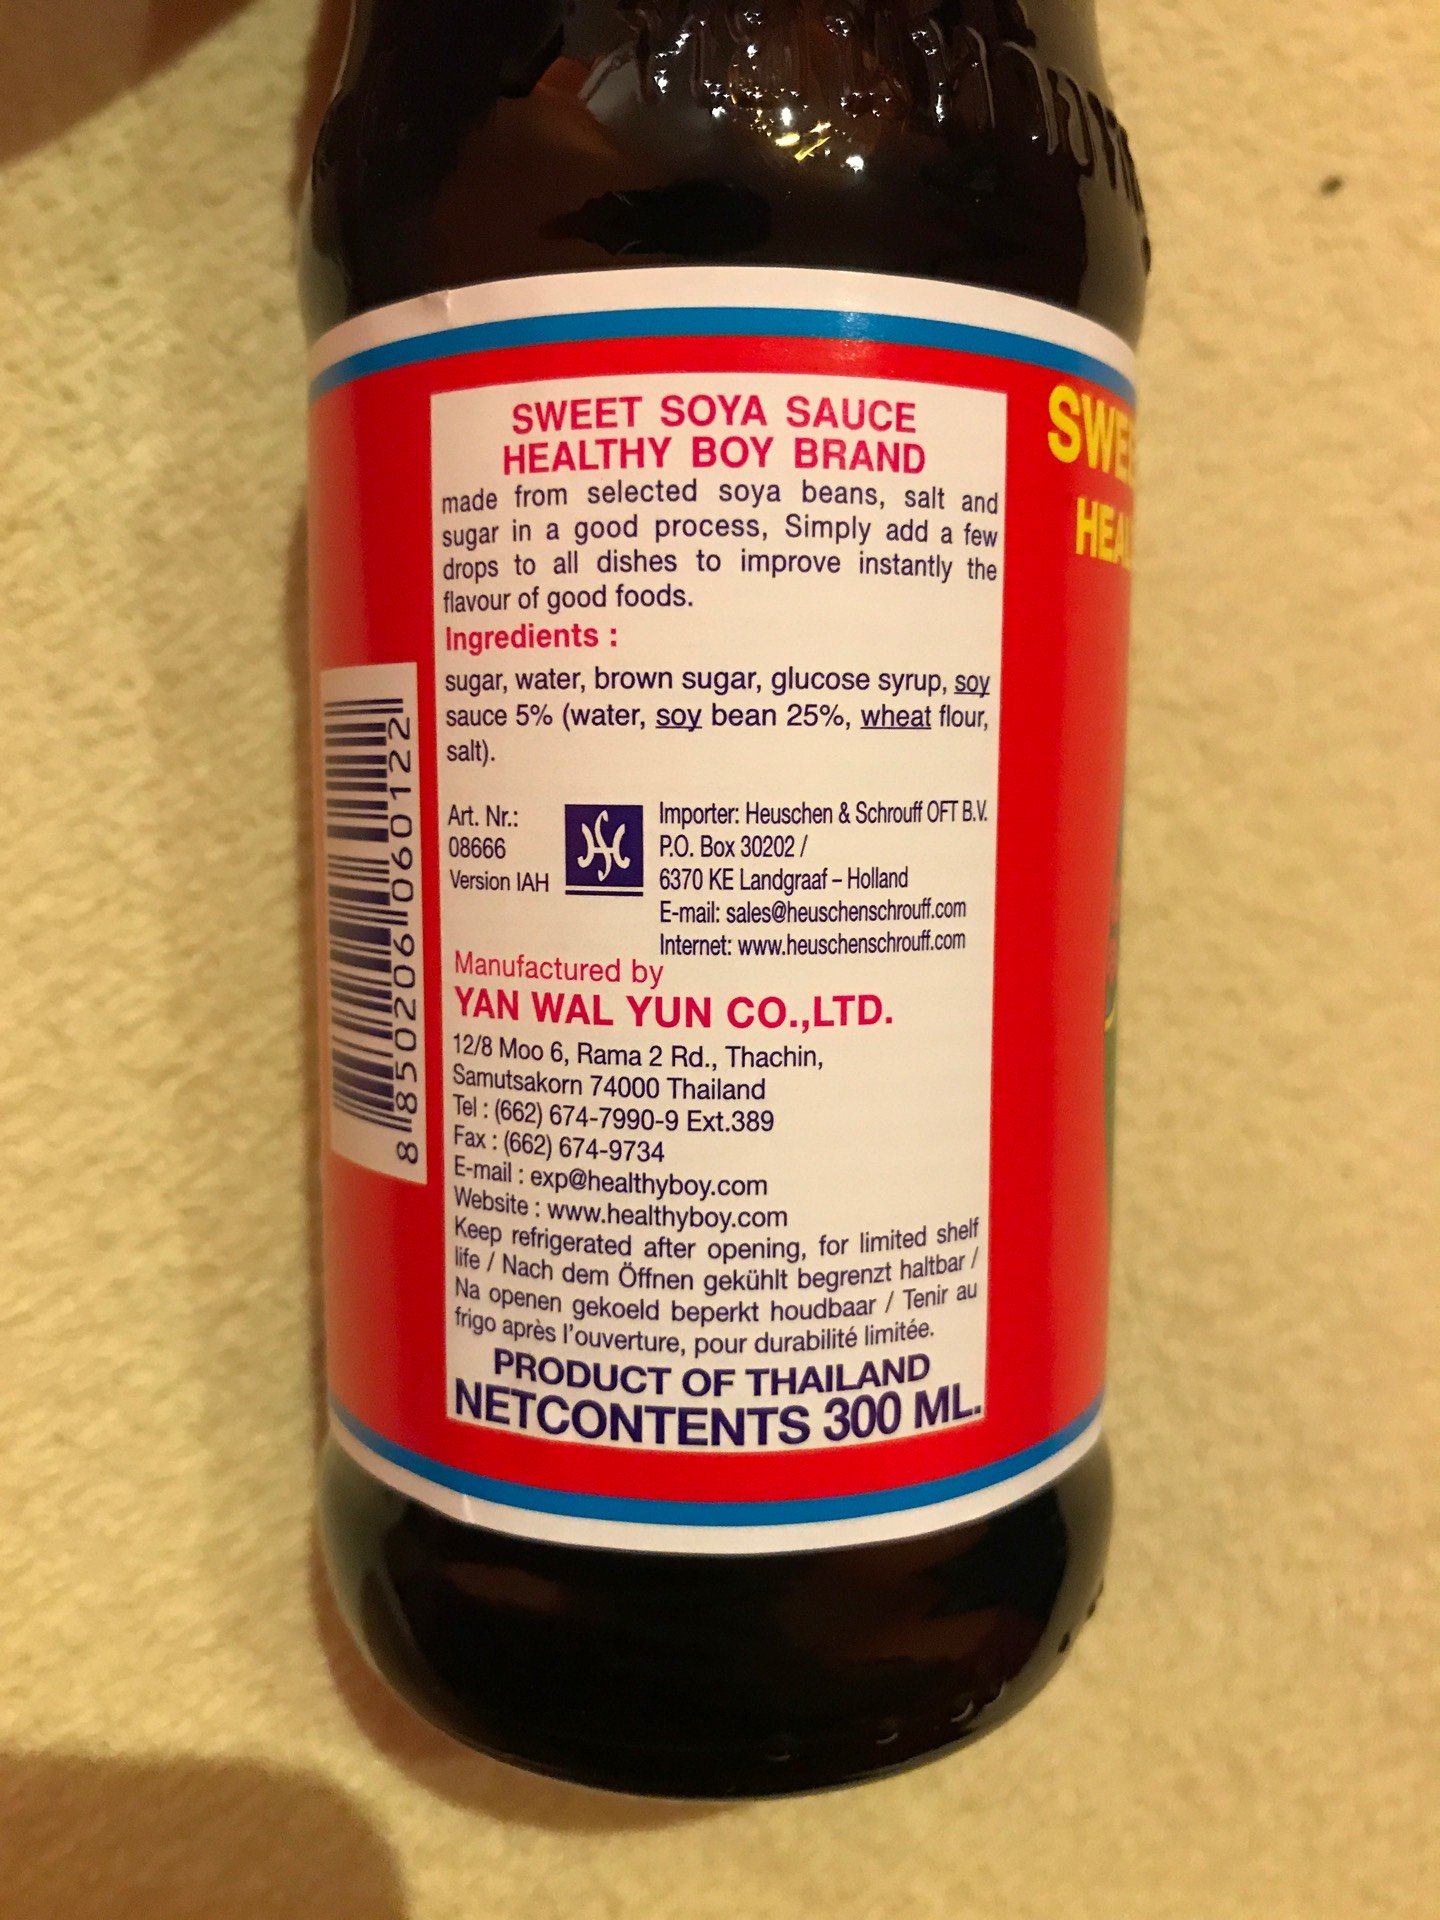 SWEET SOYA SAUCE
HEALTHY BOY BRAND
made from selected soya beans, salt and
sugar in a good process, Simply add a few
drops to all dishes to improve instantly the
flavour of good foods.
Ingredients :
sugar, water, brown sugar, glucose syrup, soy
sauce 5% (water, soy bean 25%, wheat flour,
salt).
Art. Nr.:
08666
Version IAH
Importer: Heuschen & Schrouff OFT B.V.
P.O. Box 30202 /
6370 KE Landgraaf – Holland
E-mail: sales@heuschenschrouff.com
Internet: www.heuschenschrouff.com
Manufactured by
YAN WAL YUN CO.,LTD.
12/8 Moo 6, Rama 2 Rd., Thachin,
Samutsakorn 74000 Thailand
Tel : (662) 674-7990-9 Ext.389
Fax : (662) 674-9734
E-mail : exp@healthyboy.com
Website : www.healthyboy.com
Keep refrigerated after opening, for limited shelf
life / Nach dem Öffnen gekühlt begrenzt haltbar /
Na openen gekoeld beperkt houdbaar / Tenir au
frigo après l'ouverture, pour durabilité limitée.
PRODUCT OF THAILAND
NETCONTENTS 300 ML.
8 850206 060122